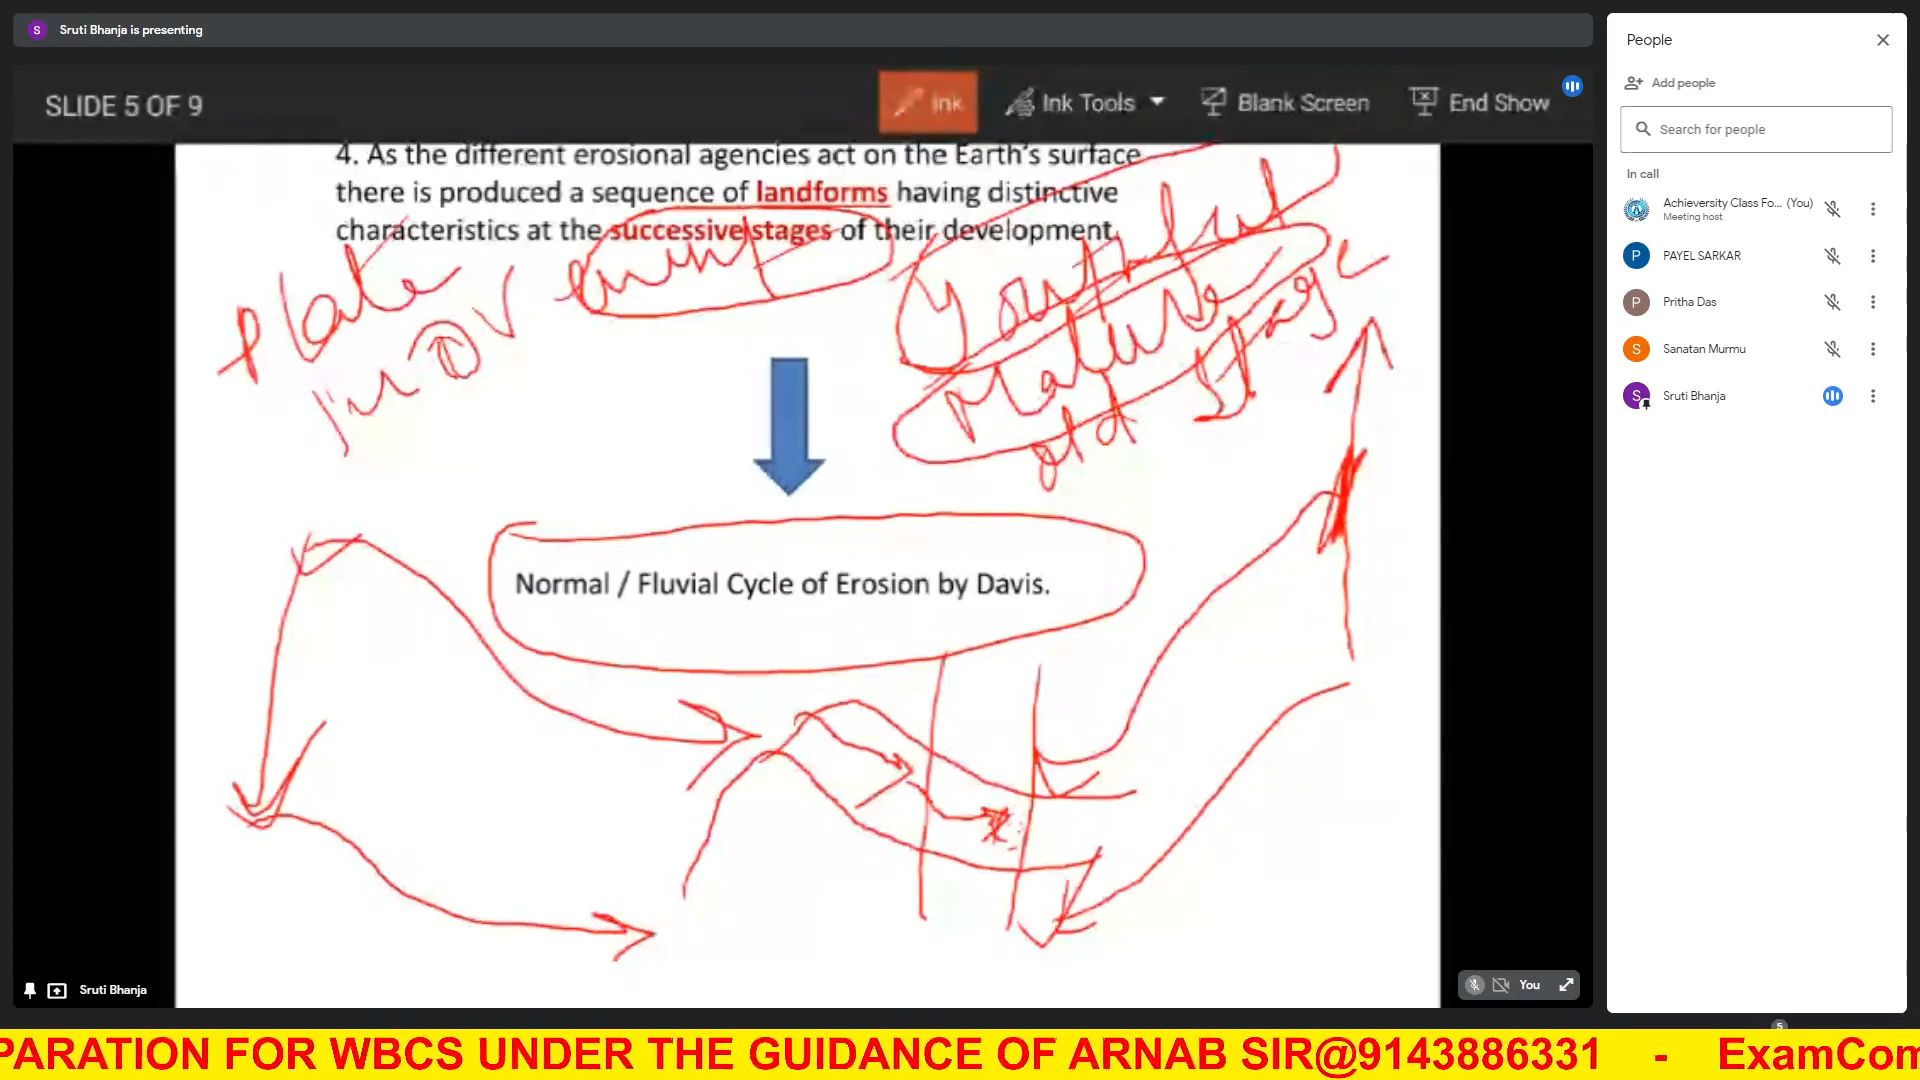 S Sruti Bhanja is presenting
SLIDE 5 OF 9
Ink
Ink Tools
Blank Screen
End Show
4. As the different erosional agencies act on the Earth's surface
there is produced a sequence of landforms having distinctive
characteristics at the successive stages of their development.
plate
Youthful
Mature
old stage
Normal / Fluvial Cycle of Erosion by Davis.
Sruti Bhanja
You
People
Add people
Search for people
In call
Achieversity Class Fo... (You)
Meeting host
P PAYEL SARKAR
P Pritha Das
S Sanatan Murmu
S Sruti Bhanja
5
PARATION FOR WBCS UNDER THE GUIDANCE OF ARNAB SIR@9143886331 - ExamCom